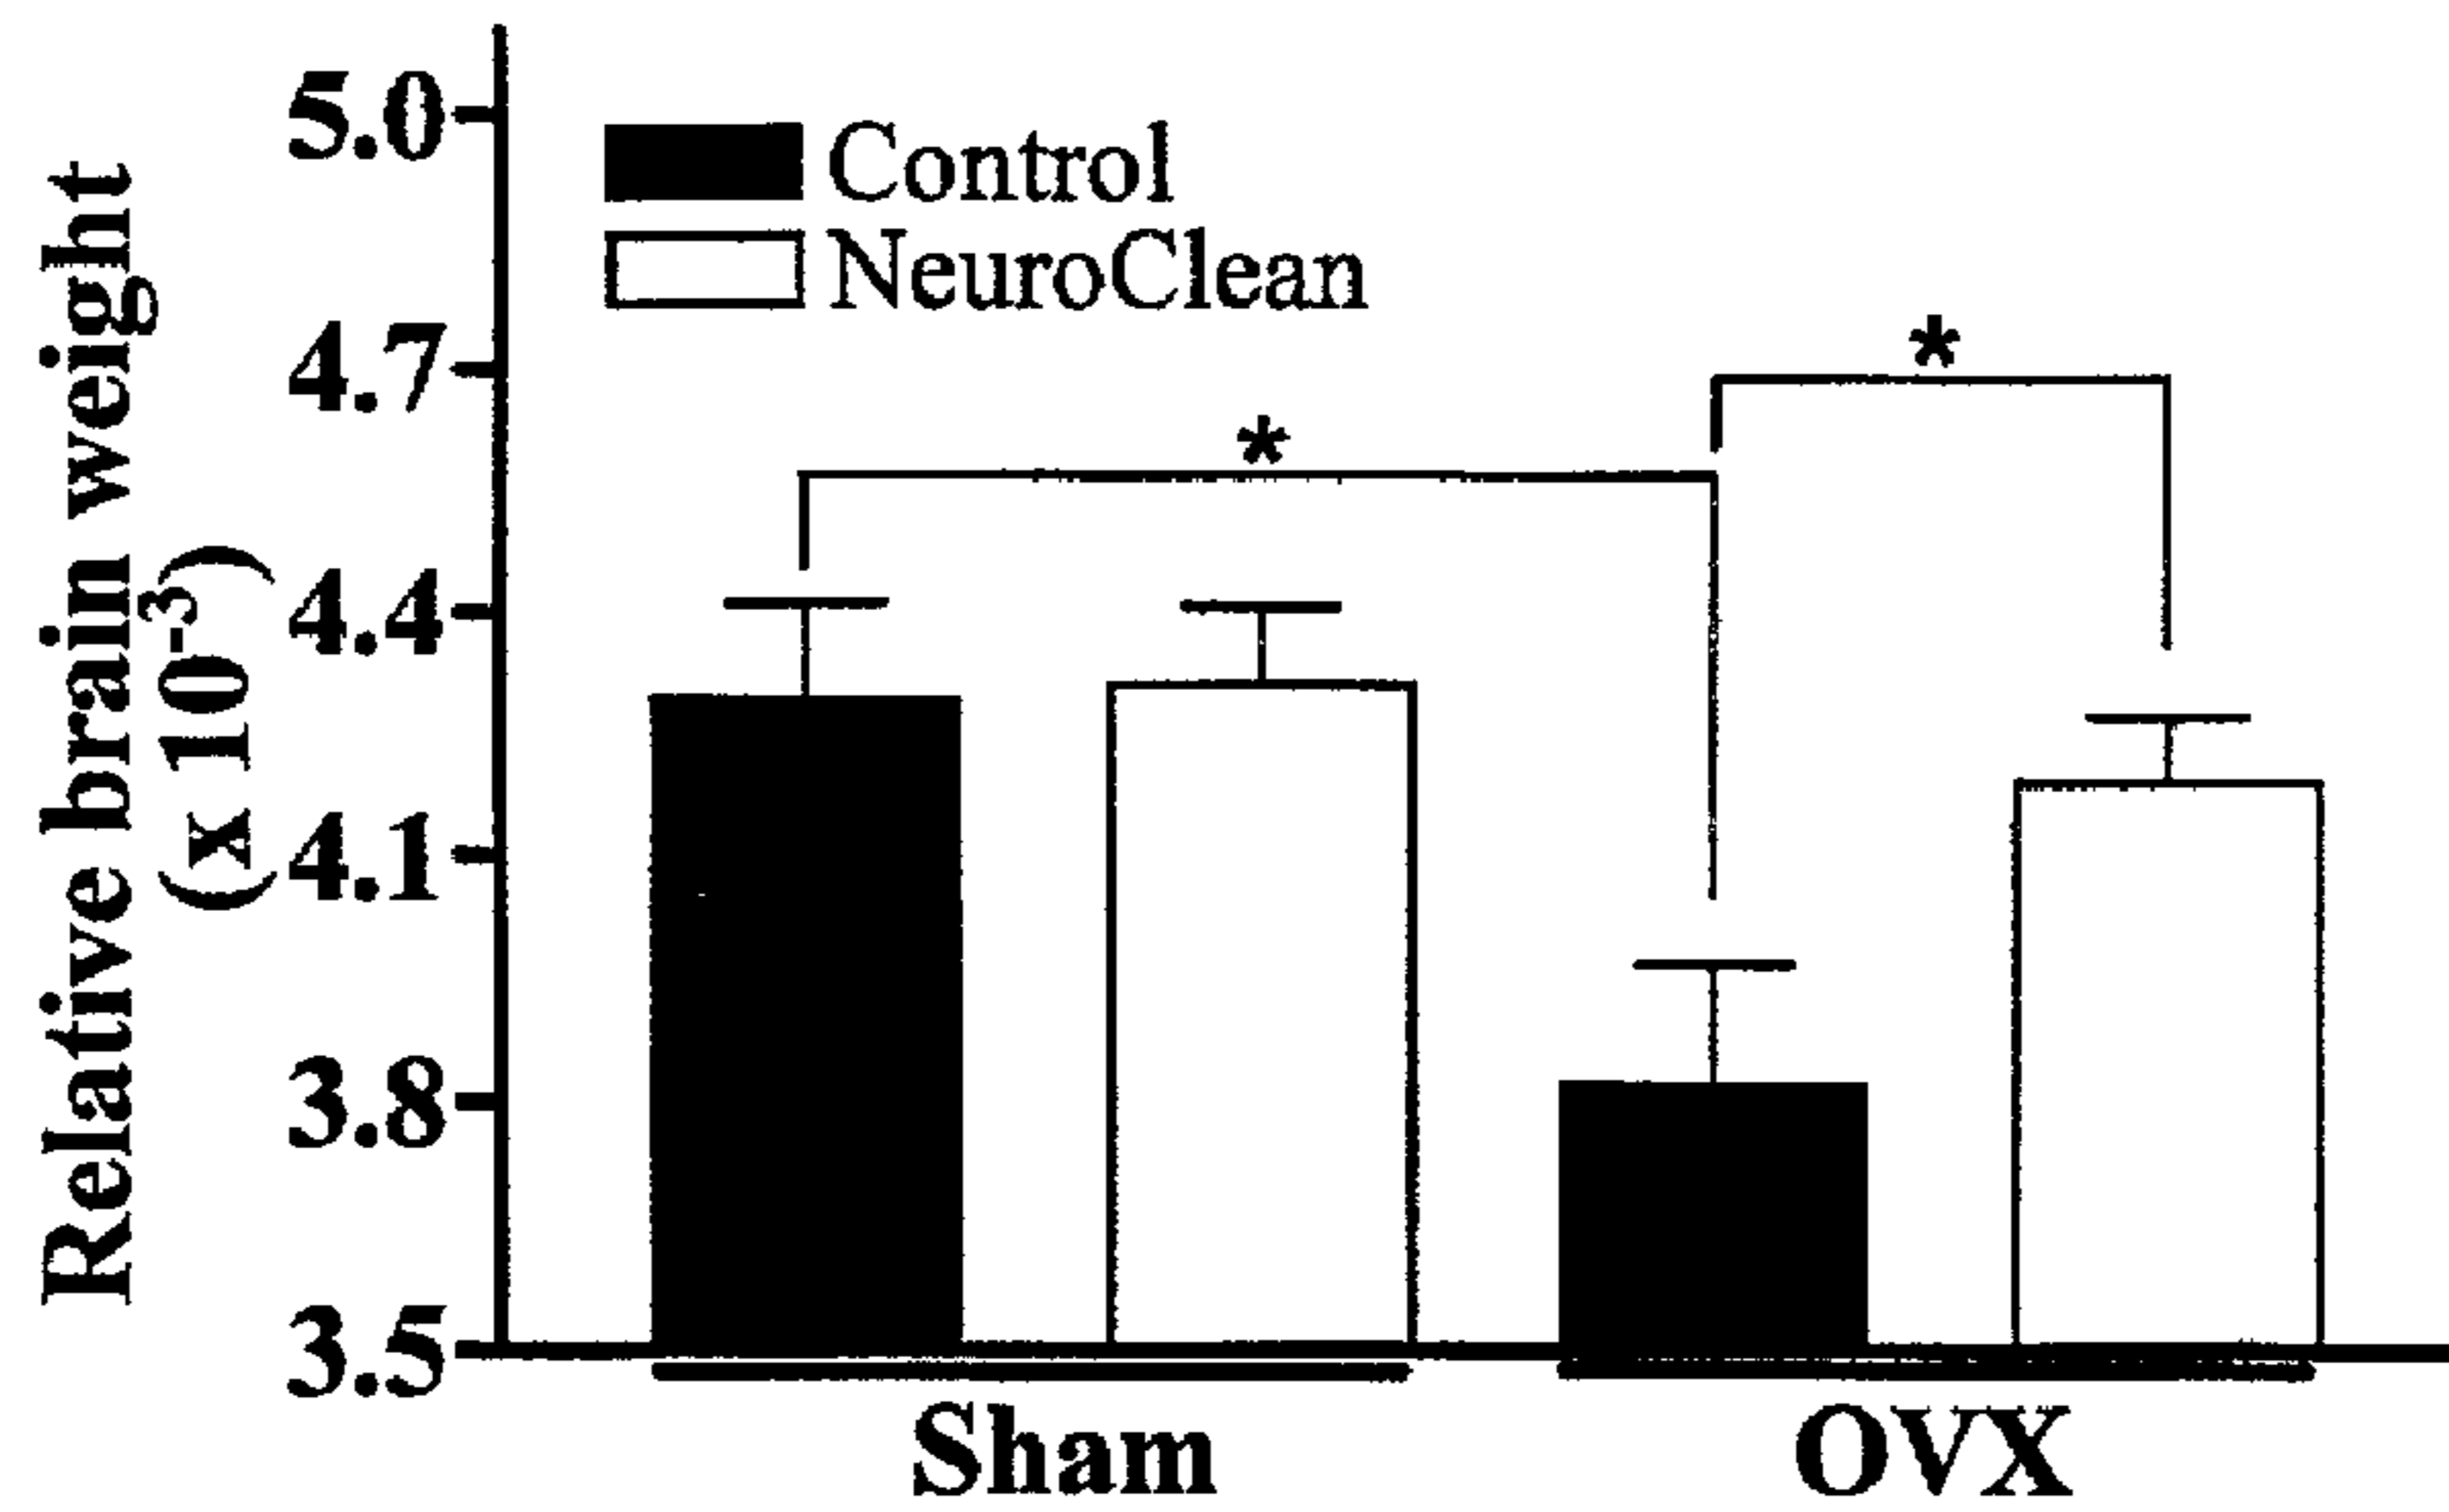 Relative brain weight
(x 10⁻³)
5.0
4.7
4.4
4.1
3.8
3.5
Control
NeuroClean
*
*
Sham
OVX